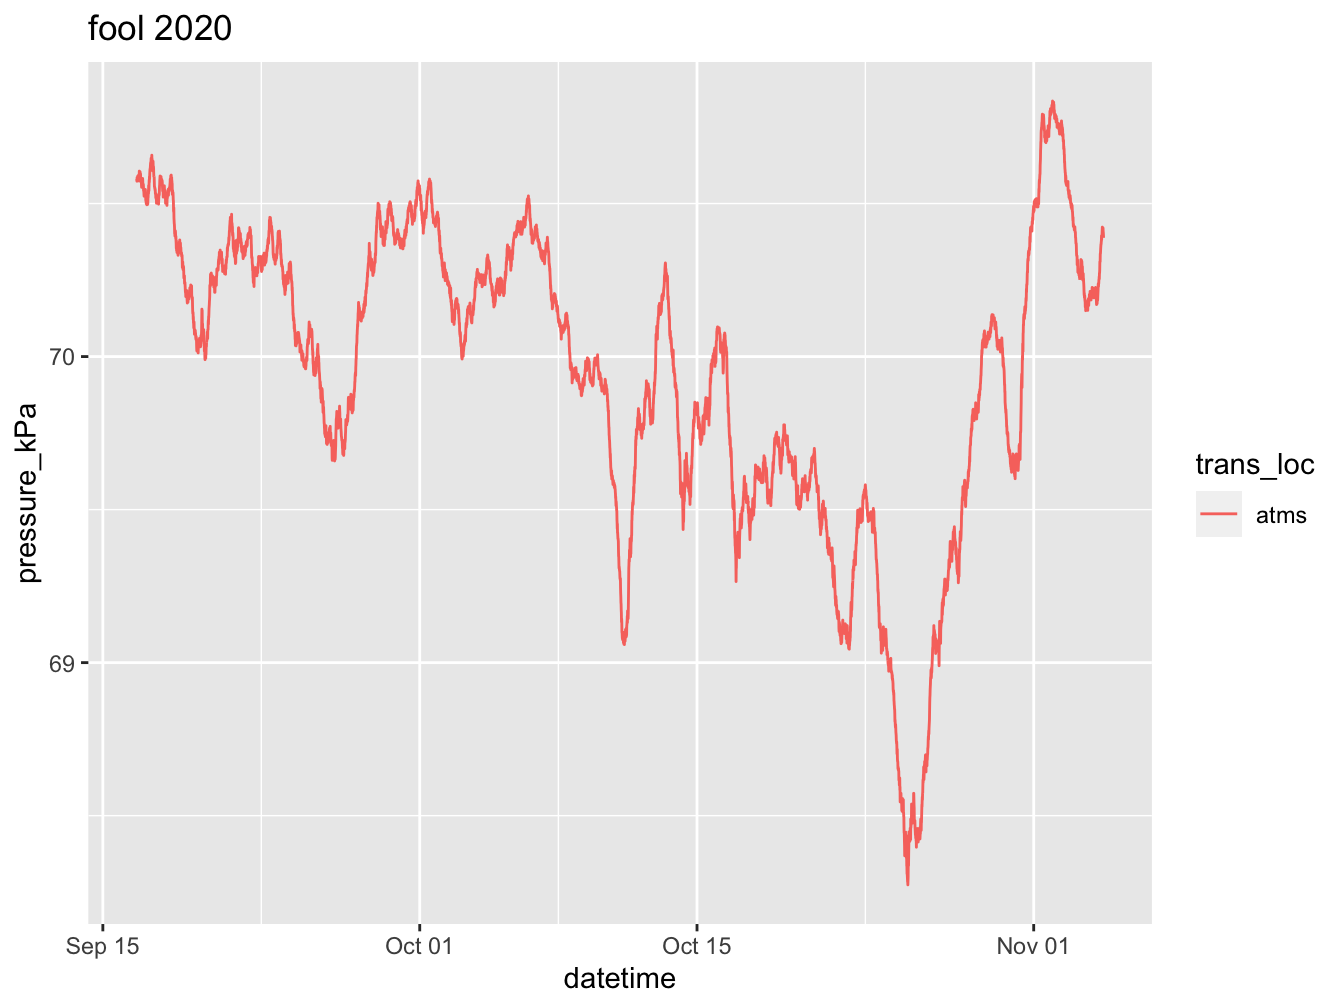 fool 2020
pressure_kPa
70
69
Sep 15
Oct 01
Oct 15
Nov 01
datetime
trans_loc
atms